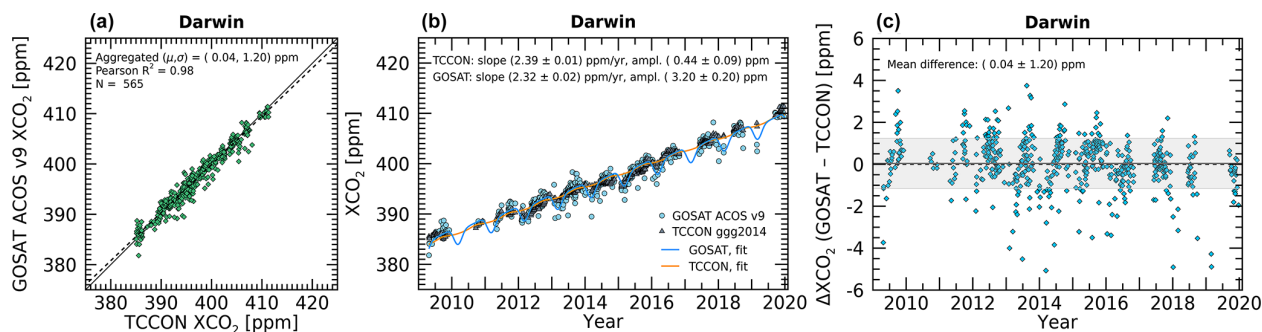 (a) Darwin
Aggregated (μ,σ) = ( 0.04, 1.20) ppm
Pearson R² = 0.98
N = 565
GOSAT ACOS v9 XCO₂ [ppm]
420
410
400
390
380
380 390 400 410 420
TCCON XCO₂ [ppm]
(b) Darwin
TCCON: slope (2.39 ± 0.01) ppm/yr, ampl. ( 0.44 ± 0.09) ppm
GOSAT: slope (2.32 ± 0.02) ppm/yr, ampl. ( 3.20 ± 0.20) ppm
XCO₂ [ppm]
420
410
400
390
380
GOSAT ACOS v9
TCCON ggg2014
GOSAT, fit
TCCON, fit
2010 2012 2014 2016 2018 2020
Year
(c) Darwin
Mean difference: ( 0.04 ± 1.20) ppm
ΔXCO₂ (GOSAT − TCCON) [ppm]
6
4
2
0
-2
-4
-6
2010 2012 2014 2016 2018 2020
Year